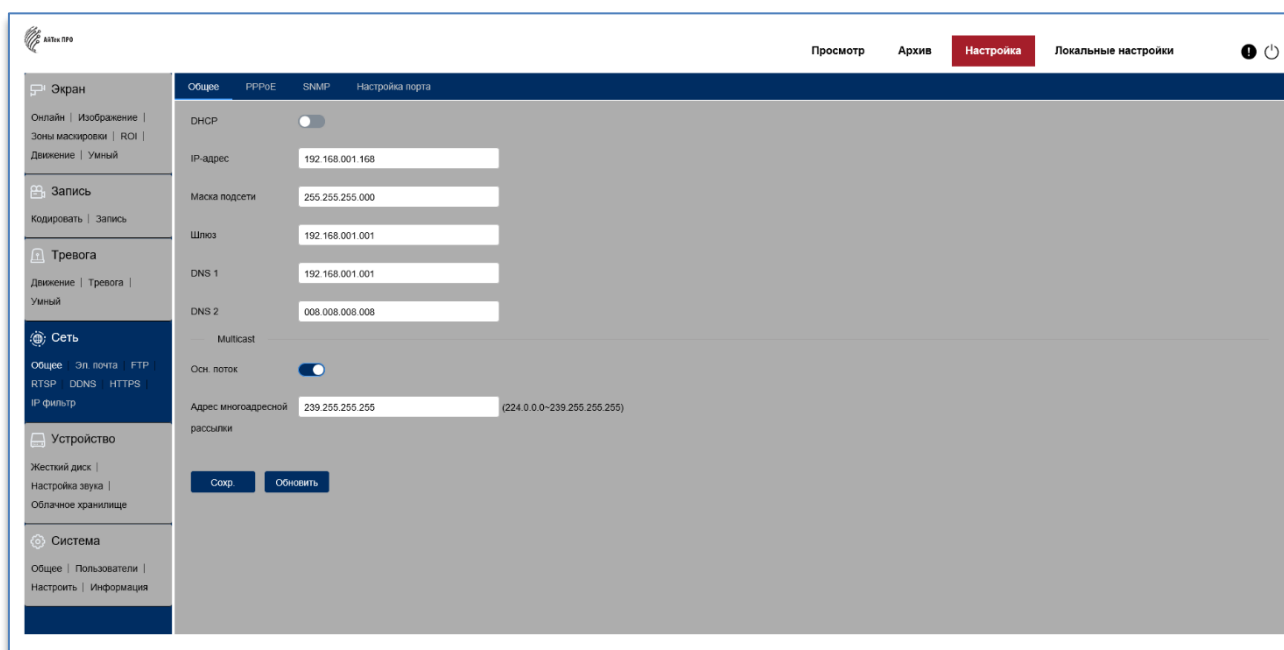 АйТек ПРО
Просмотр Архив Настройка Локальные настройки
Экран
Онлайн | Изображение |
Зоны маскировки | ROI |
Движение | Умный
Запись
Кодировать | Запись
Тревога
Движение | Тревога |
Умный
Сеть
Общее | Эл. почта | FTP |
RTSP | DDNS | HTTPS |
IP фильтр
Устройство
Жесткий диск |
Настройка звука |
Облачное хранилище
Система
Общее | Пользователи |
Настроить | Информация
Общее PPPoE SNMP Настройка порта
DHCP
IP-адрес 192.168.001.168
Маска подсети 255.255.255.000
Шлюз 192.168.001.001
DNS 1 192.168.001.001
DNS 2 008.008.008.008
Multicast
Осн. поток
Адрес многоадресной 239.255.255.255 (224.0.0.0~239.255.255.255)
рассылки
Сохр. Обновить